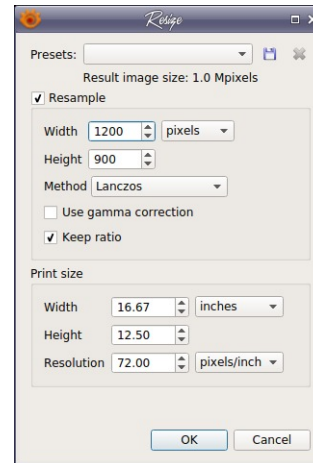 Resize
Presets:
Result image size: 1.0 Mpixels
Resample
Width 1200 pixels
Height 900
Method Lanczos
Use gamma correction
Keep ratio
Print size
Width 16.67 inches
Height 12.50
Resolution 72.00 pixels/inch
OK Cancel